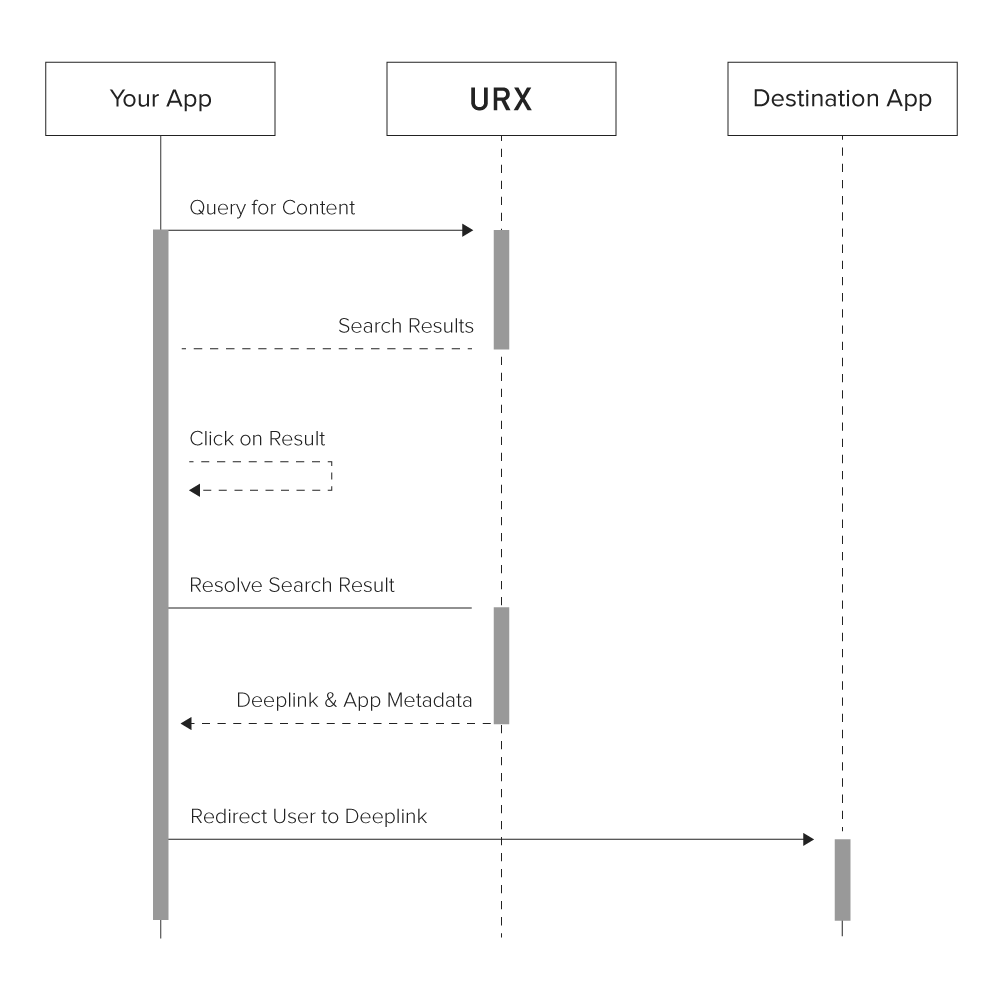 Your App
URX
Destination App
Query for Content
Search Results
Click on Result
Resolve Search Result
Deeplink & App Metadata
Redirect User to Deeplink